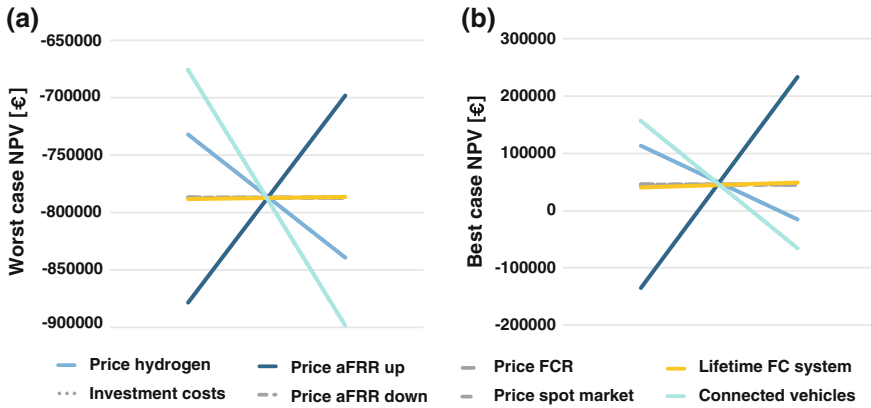 (a)
Worst case NPV [€]
-650000
-700000
-750000
-800000
-850000
-900000
(b)
Best case NPV [€]
300000
200000
100000
0
-100000
-200000
Price hydrogen
Price aFRR up
Price FCR
Lifetime FC system
Investment costs
Price aFRR down
Price spot market
Connected vehicles